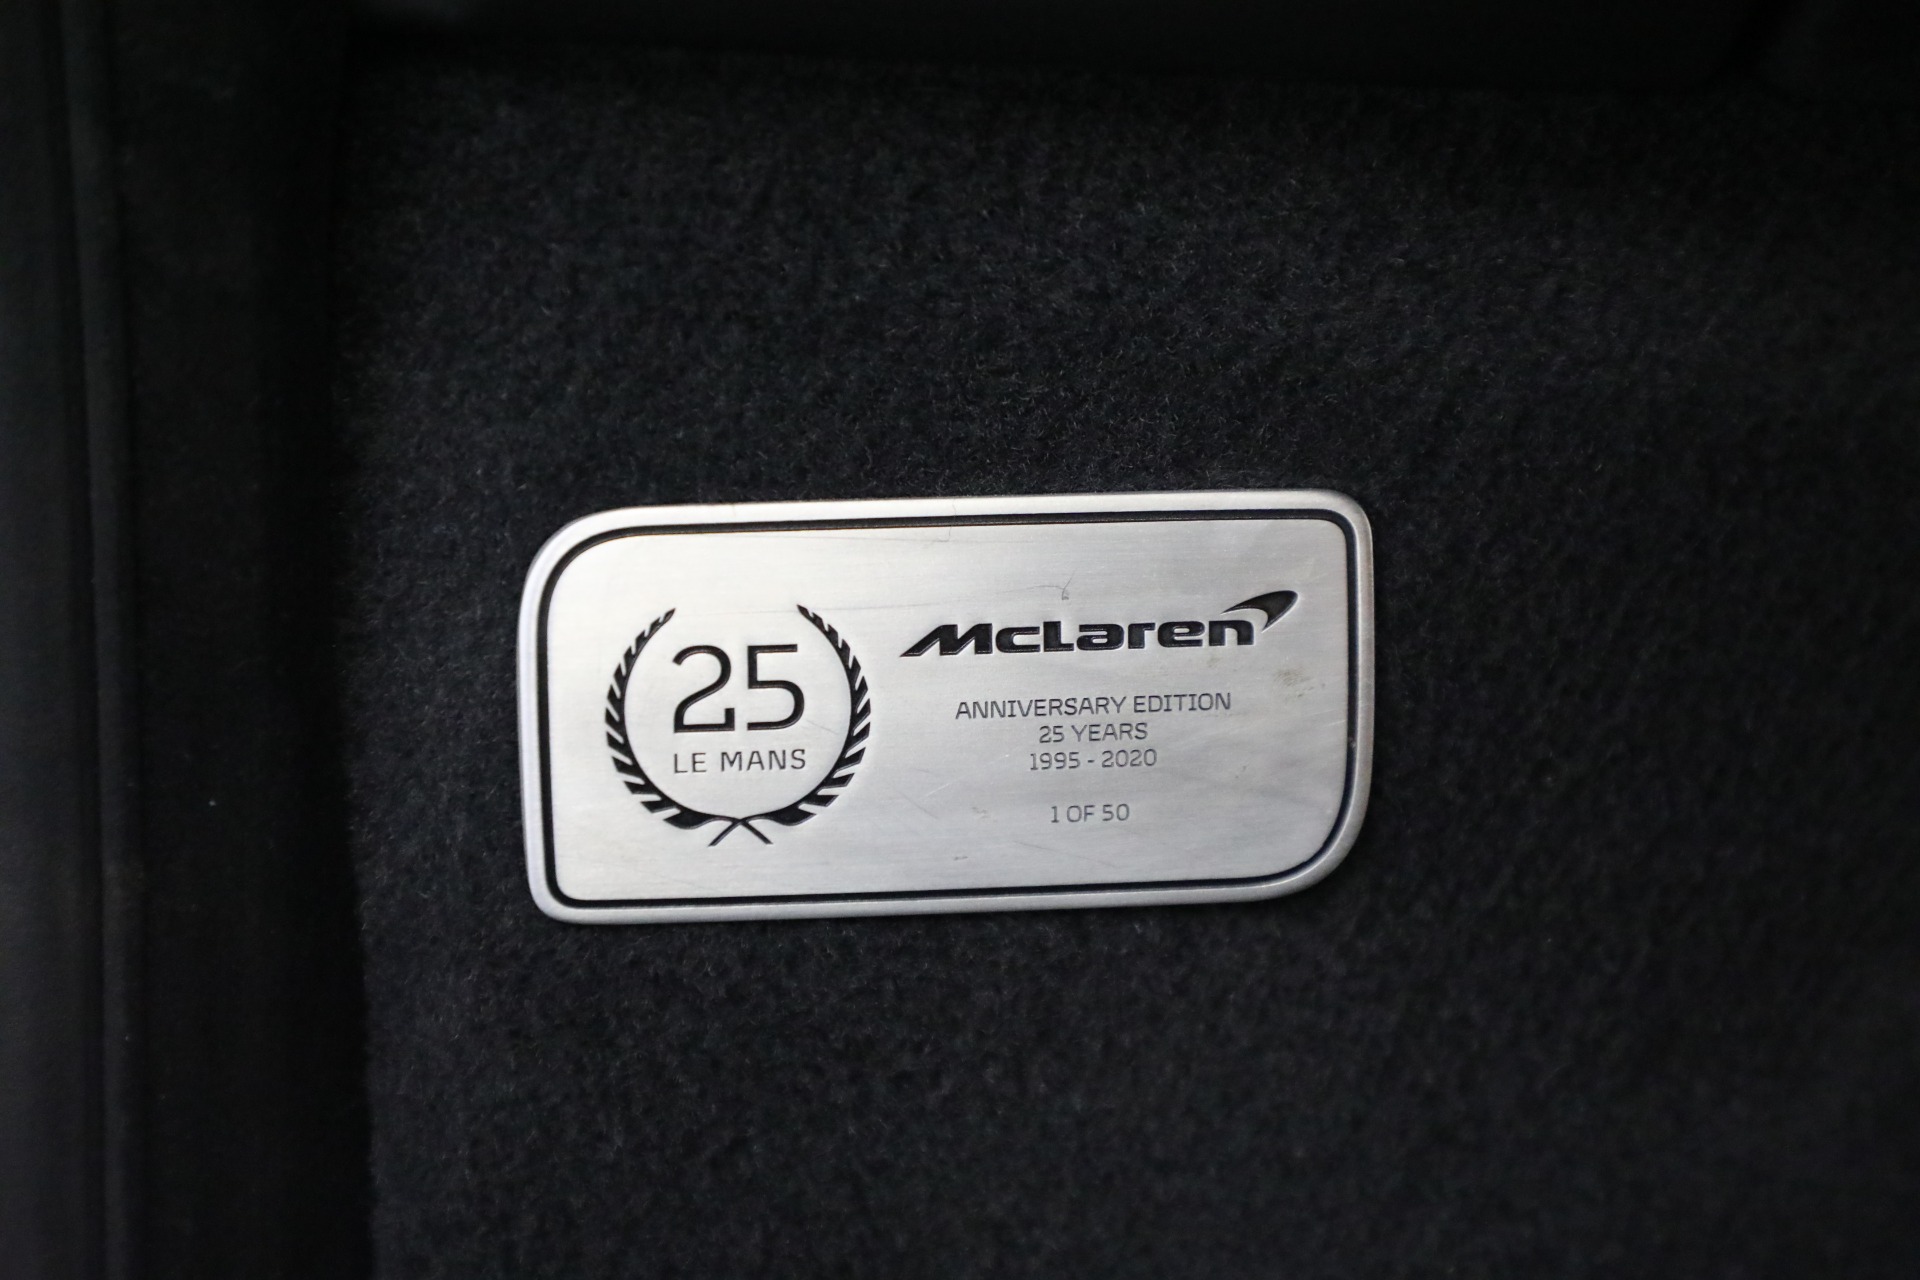 25
LE MANS
McLaren
ANNIVERSARY EDITION
25 YEARS
1995 - 2020
1 OF 50